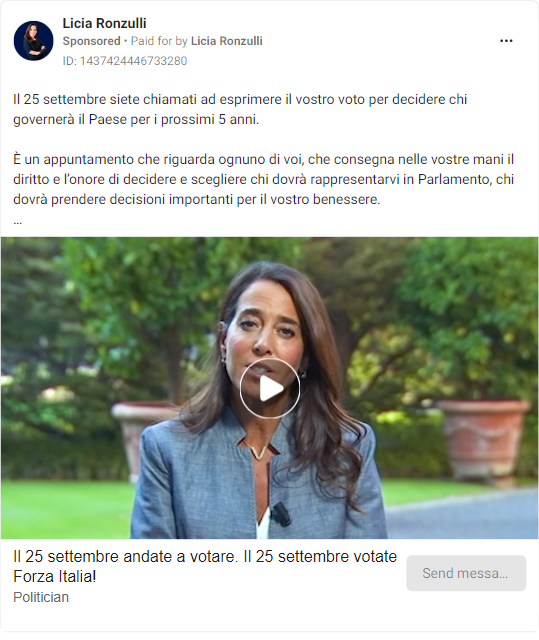 Licia Ronzulli
Sponsored • Paid for by Licia Ronzulli
ID: 1437424446733280
Il 25 settembre siete chiamati ad esprimere il vostro voto per decidere chi
governerà il Paese per i prossimi 5 anni.
È un appuntamento che riguarda ognuno di voi, che consegna nelle vostre mani il
diritto e l'onore di decidere e scegliere chi dovrà rappresentarvi in Parlamento, chi
dovrà prendere decisioni importanti per il vostro benessere.
...
Il 25 settembre andate a votare. Il 25 settembre votate
Forza Italia!
Politician
Send messa...